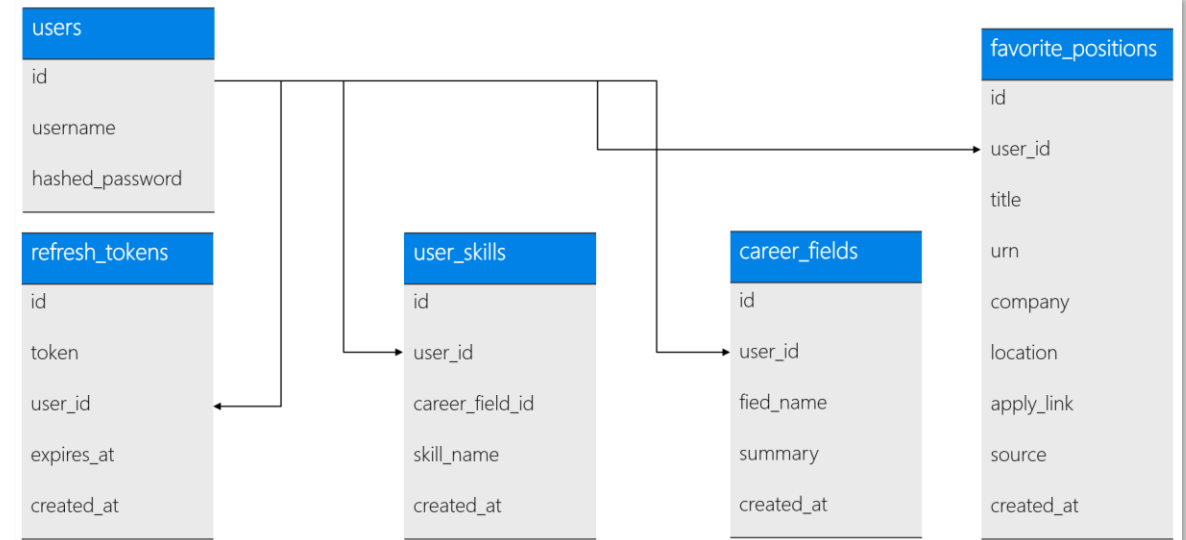 users
id
username
hashed_password
refresh_tokens
id
token
user_id
expires_at
created_at
user_skills
id
user_id
career_field_id
skill_name
created_at
career_fields
id
user_id
fied_name
summary
created_at
favorite_positions
id
user_id
title
urn
company
location
apply_link
source
created_at